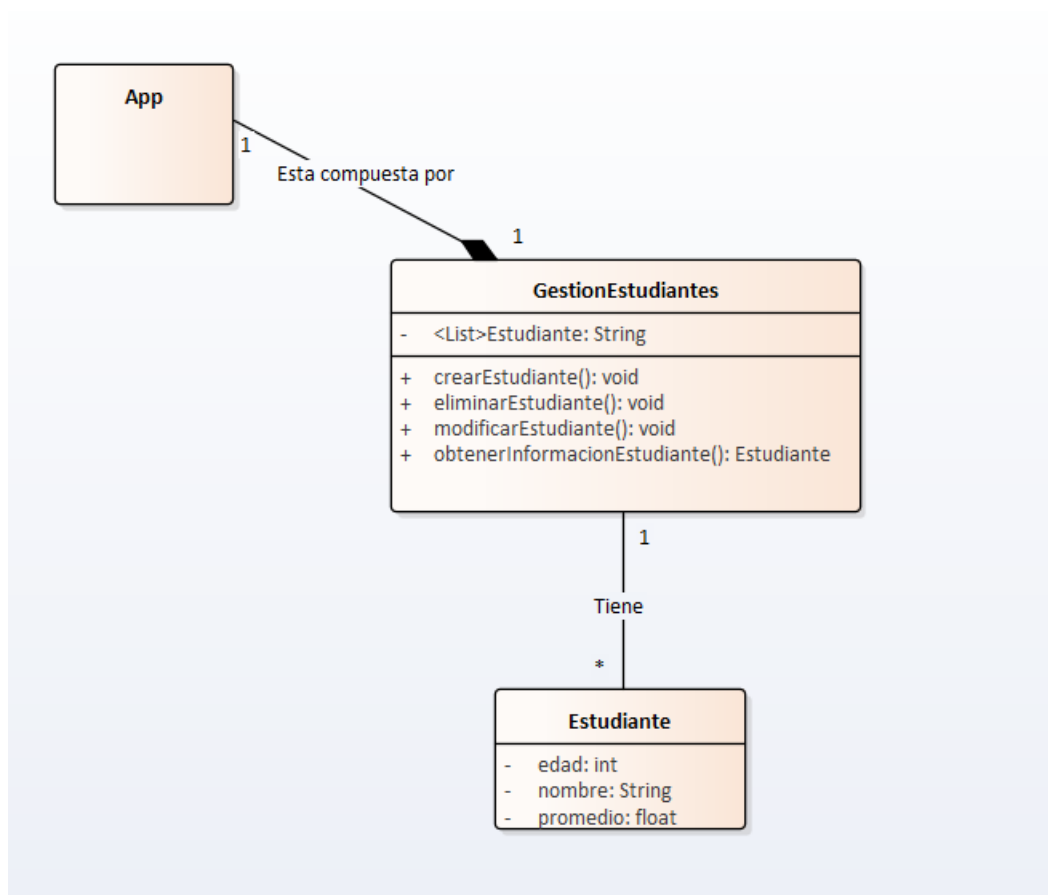 App
1
Esta compuesta por
1
GestionEstudiantes
- <List>Estudiante: String
+ crearEstudiante(): void
+ eliminarEstudiante(): void
+ modificarEstudiante(): void
+ obtenerInformacionEstudiante(): Estudiante
1
Tiene
*
Estudiante
- edad: int
- nombre: String
- promedio: float